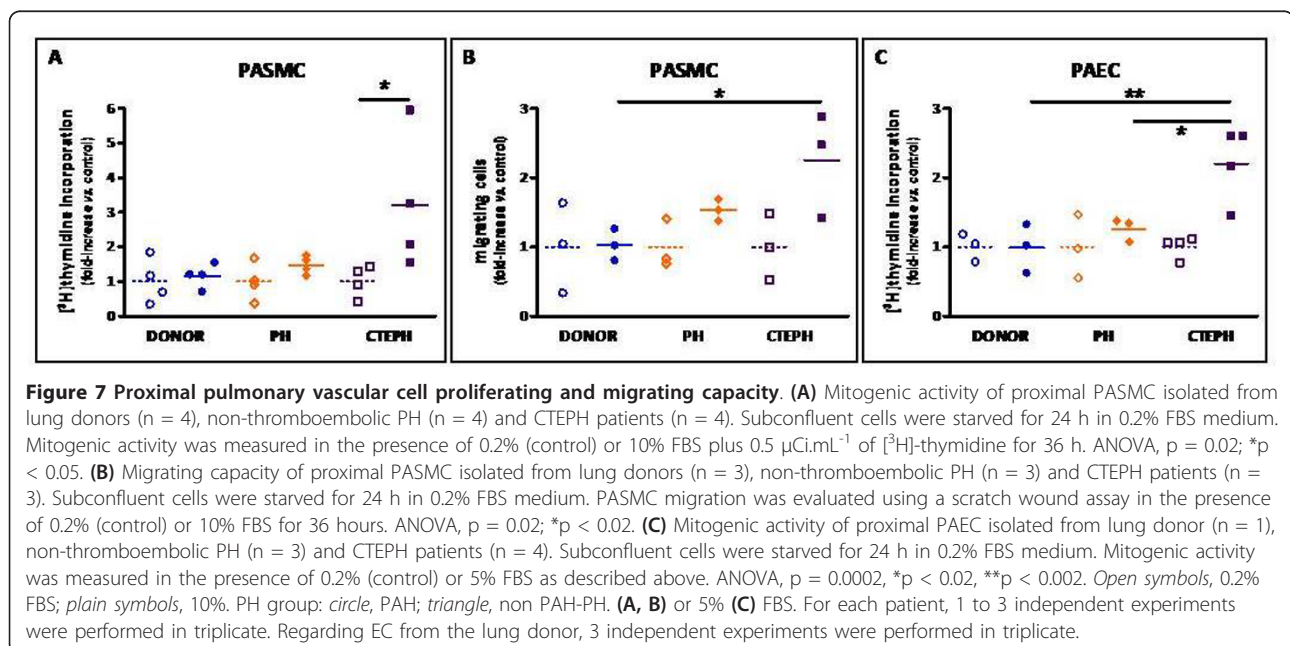 A
PASMC
*
[³H]thymidine incorporation
(fold-increase vs. control)
6
5
4
3
2
1
0
DONOR PH CTEPH
B
PASMC
*
migrating cells
(fold-increase vs. control)
3
2
1
0
DONOR PH CTEPH
C
PAEC
**
*
[³H]thymidine incorporation
(fold-increase vs. control)
3
2
1
0
DONOR PH CTEPH
Figure 7 Proximal pulmonary vascular cell proliferating and migrating capacity. (A) Mitogenic activity of proximal PASMC isolated from
lung donors (n = 4), non-thromboembolic PH (n = 4) and CTEPH patients (n = 4). Subconfluent cells were starved for 24 h in 0.2% FBS medium.
Mitogenic activity was measured in the presence of 0.2% (control) or 10% FBS plus 0.5 μCi.mL⁻¹ of [³H]-thymidine for 36 h. ANOVA, p = 0.02; *p
< 0.05. (B) Migrating capacity of proximal PASMC isolated from lung donors (n = 3), non-thromboembolic PH (n = 3) and CTEPH patients (n =
3). Subconfluent cells were starved for 24 h in 0.2% FBS medium. PASMC migration was evaluated using a scratch wound assay in the presence
of 0.2% (control) or 10% FBS for 36 hours. ANOVA, p = 0.02; *p < 0.02. (C) Mitogenic activity of proximal PAEC isolated from lung donor (n = 1),
non-thromboembolic PH (n = 3) and CTEPH patients (n = 4). Subconfluent cells were starved for 24 h in 0.2% FBS medium. Mitogenic activity
was measured in the presence of 0.2% (control) or 5% FBS as described above. ANOVA, p = 0.0002, *p < 0.02, **p < 0.002. Open symbols, 0.2%
FBS; plain symbols, 10%. PH group: circle, PAH; triangle, non PAH-PH. (A, B) or 5% (C) FBS. For each patient, 1 to 3 independent experiments
were performed in triplicate. Regarding EC from the lung donor, 3 independent experiments were performed in triplicate.